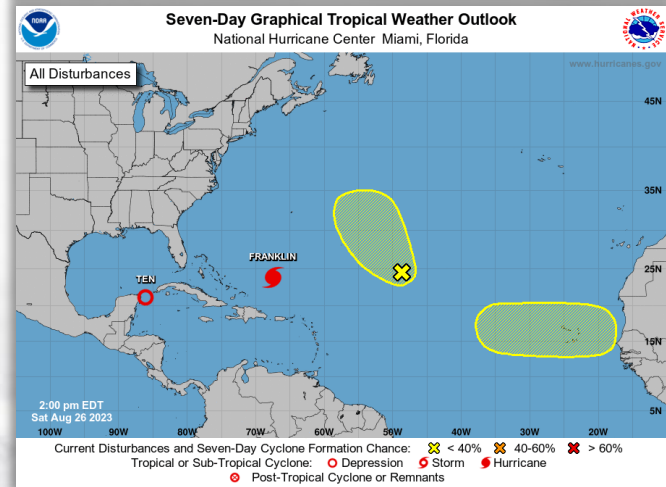 Seven-Day Graphical Tropical Weather Outlook
National Hurricane Center Miami, Florida
NOAA
All Disturbances
www.hurricanes.gov
45N
35N
FRANKLIN
25N
TEN
15N
2:00 pm EDT
Sat Aug 26 2023
5N
100W 90W 80W 70W 60W 50W 40W 30W 20W
Current Disturbances and Seven-Day Cyclone Formation Chance: < 40% 40-60% > 60%
Tropical or Sub-Tropical Cyclone: Depression Storm Hurricane
Post-Tropical Cyclone or Remnants